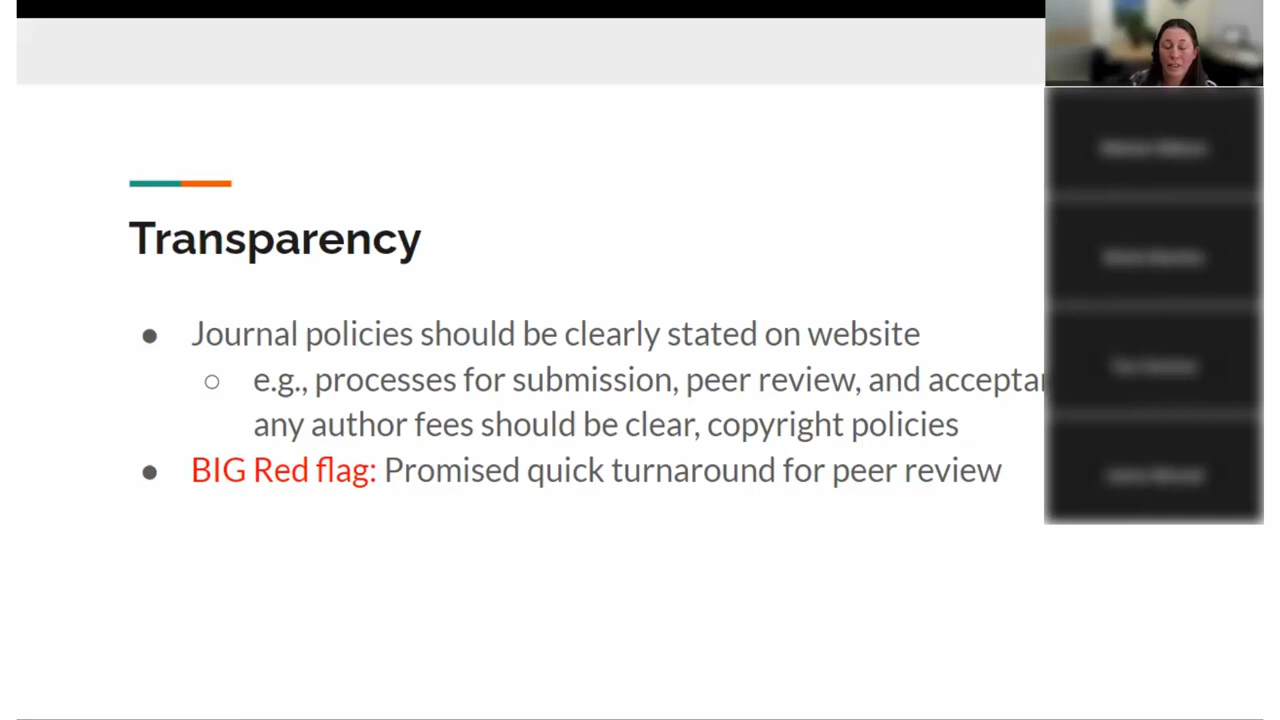 Transparency
● Journal policies should be clearly stated on website
○ e.g., processes for submission, peer review, and
any author fees should be clear, copyright policies
● BIG Red flag: Promised quick turnaround for peer review